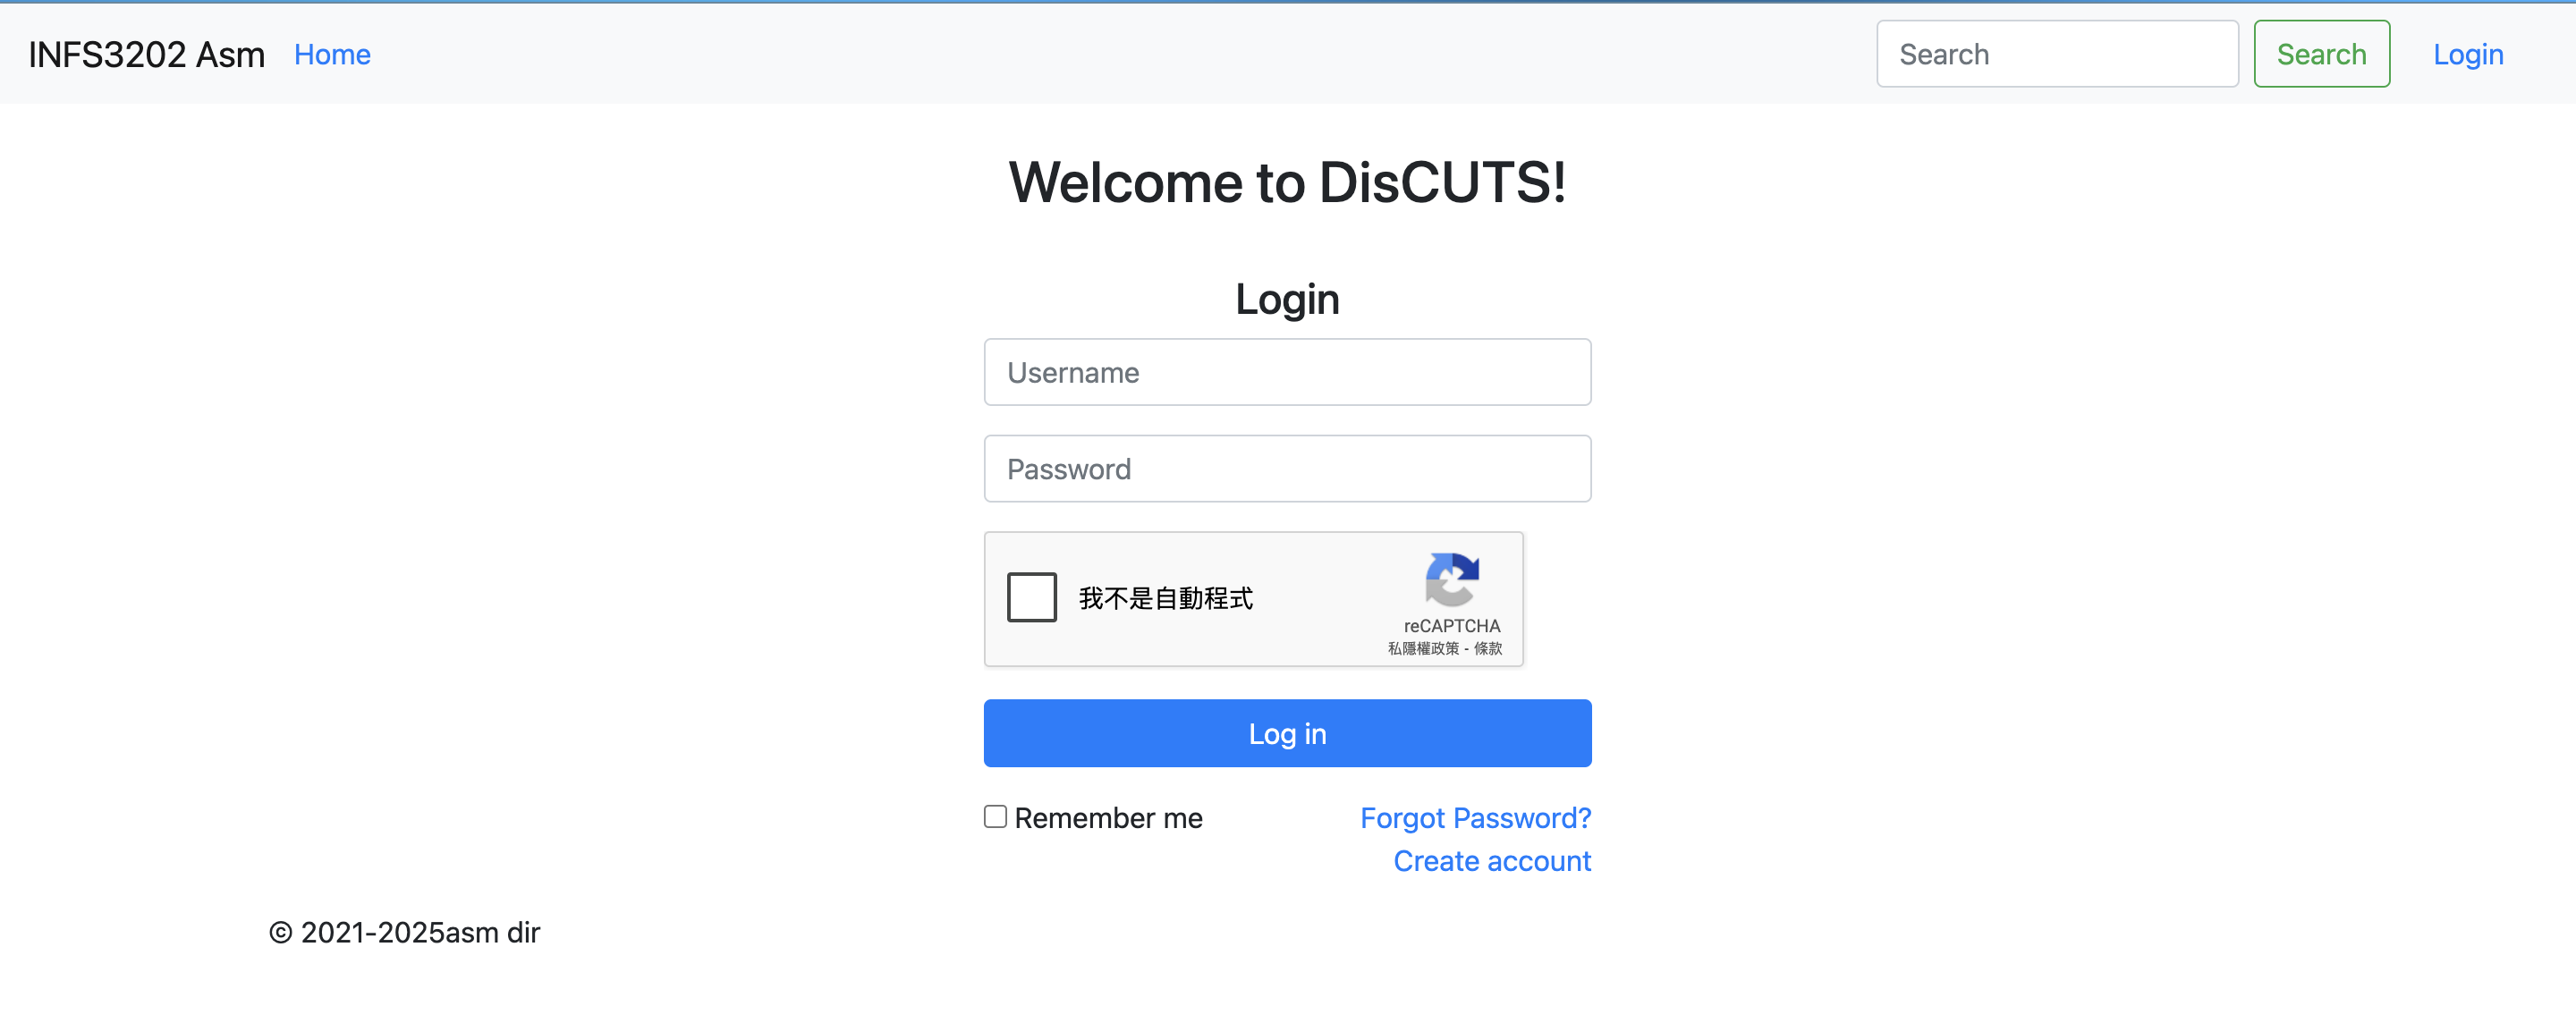 INFS3202 Asm Home Search Search Login
Welcome to DisCUTS!
Login
Username
Password
我不是自動程式
reCAPTCHA
私隱權政策 - 條款
Log in
Remember me Forgot Password?
Create account
© 2021-2025asm dir